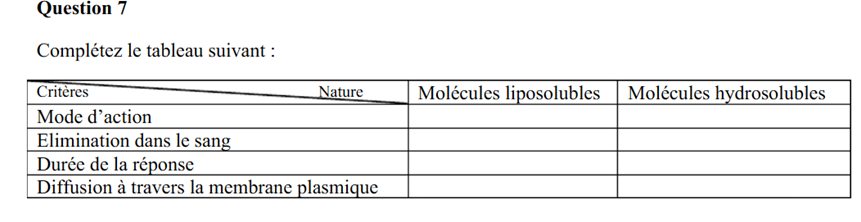 Question 7
Complétez le tableau suivant :
Critères Nature Molécules liposolubles Molécules hydrosolubles
Mode d’action
Elimination dans le sang
Durée de la réponse
Diffusion à travers la membrane plasmique